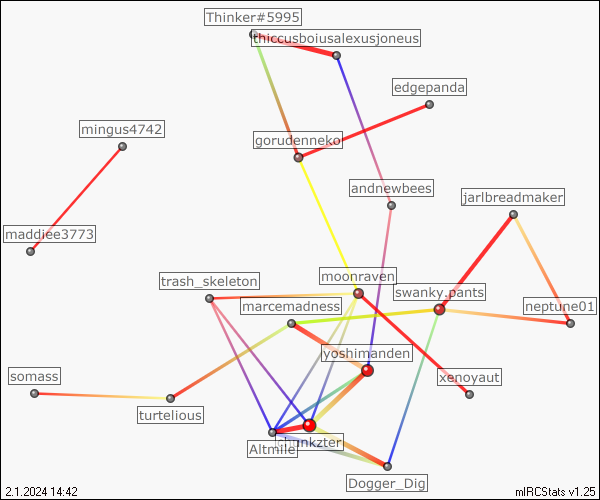 Thinker#5995
thiccusboiusalexusjoneus
edgepanda
mingus4742
gorudenneko
andnewbees
jarlbreadmaker
maddiee3773
trash_skeleton
moonraven
swanky.pants
marcemadness
neptune01
yoshimanden
somass
xenoyaut
turtelious
chunkzter
Altmile
Dogger_Dig
2.1.2024 14:42
mIRCStats v1.25